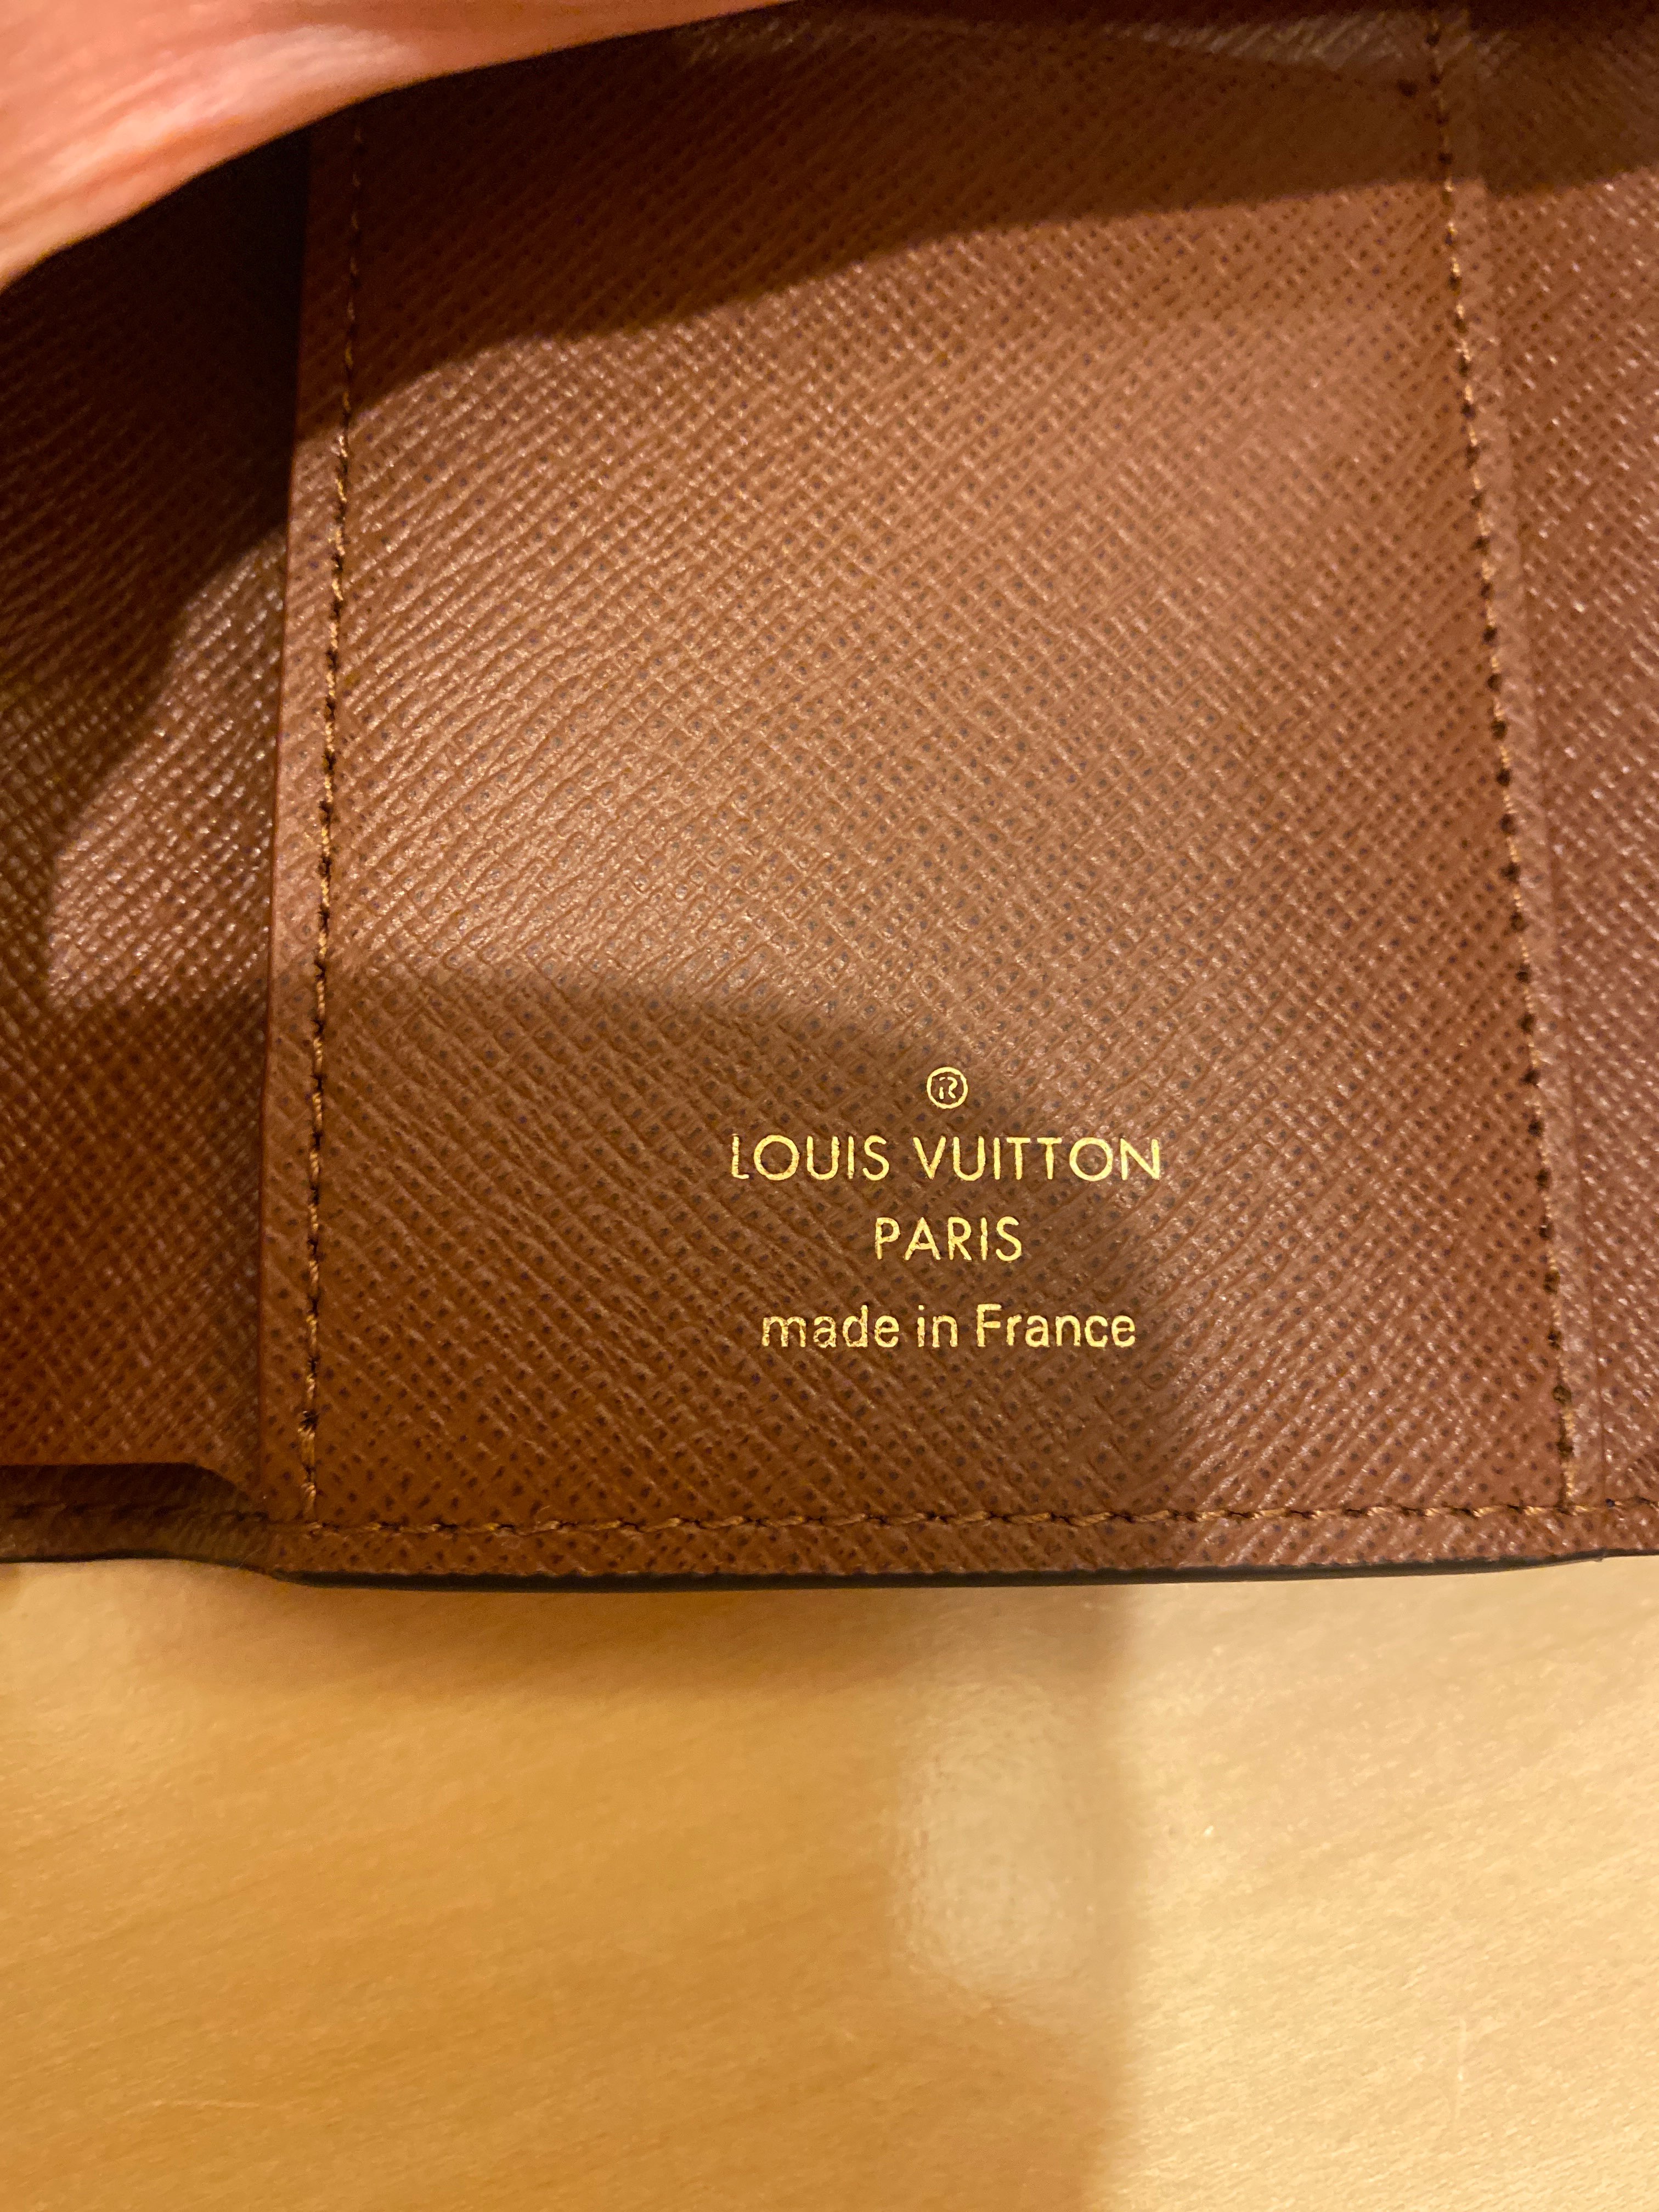 ®
LOUIS VUITTON
PARIS
made in France